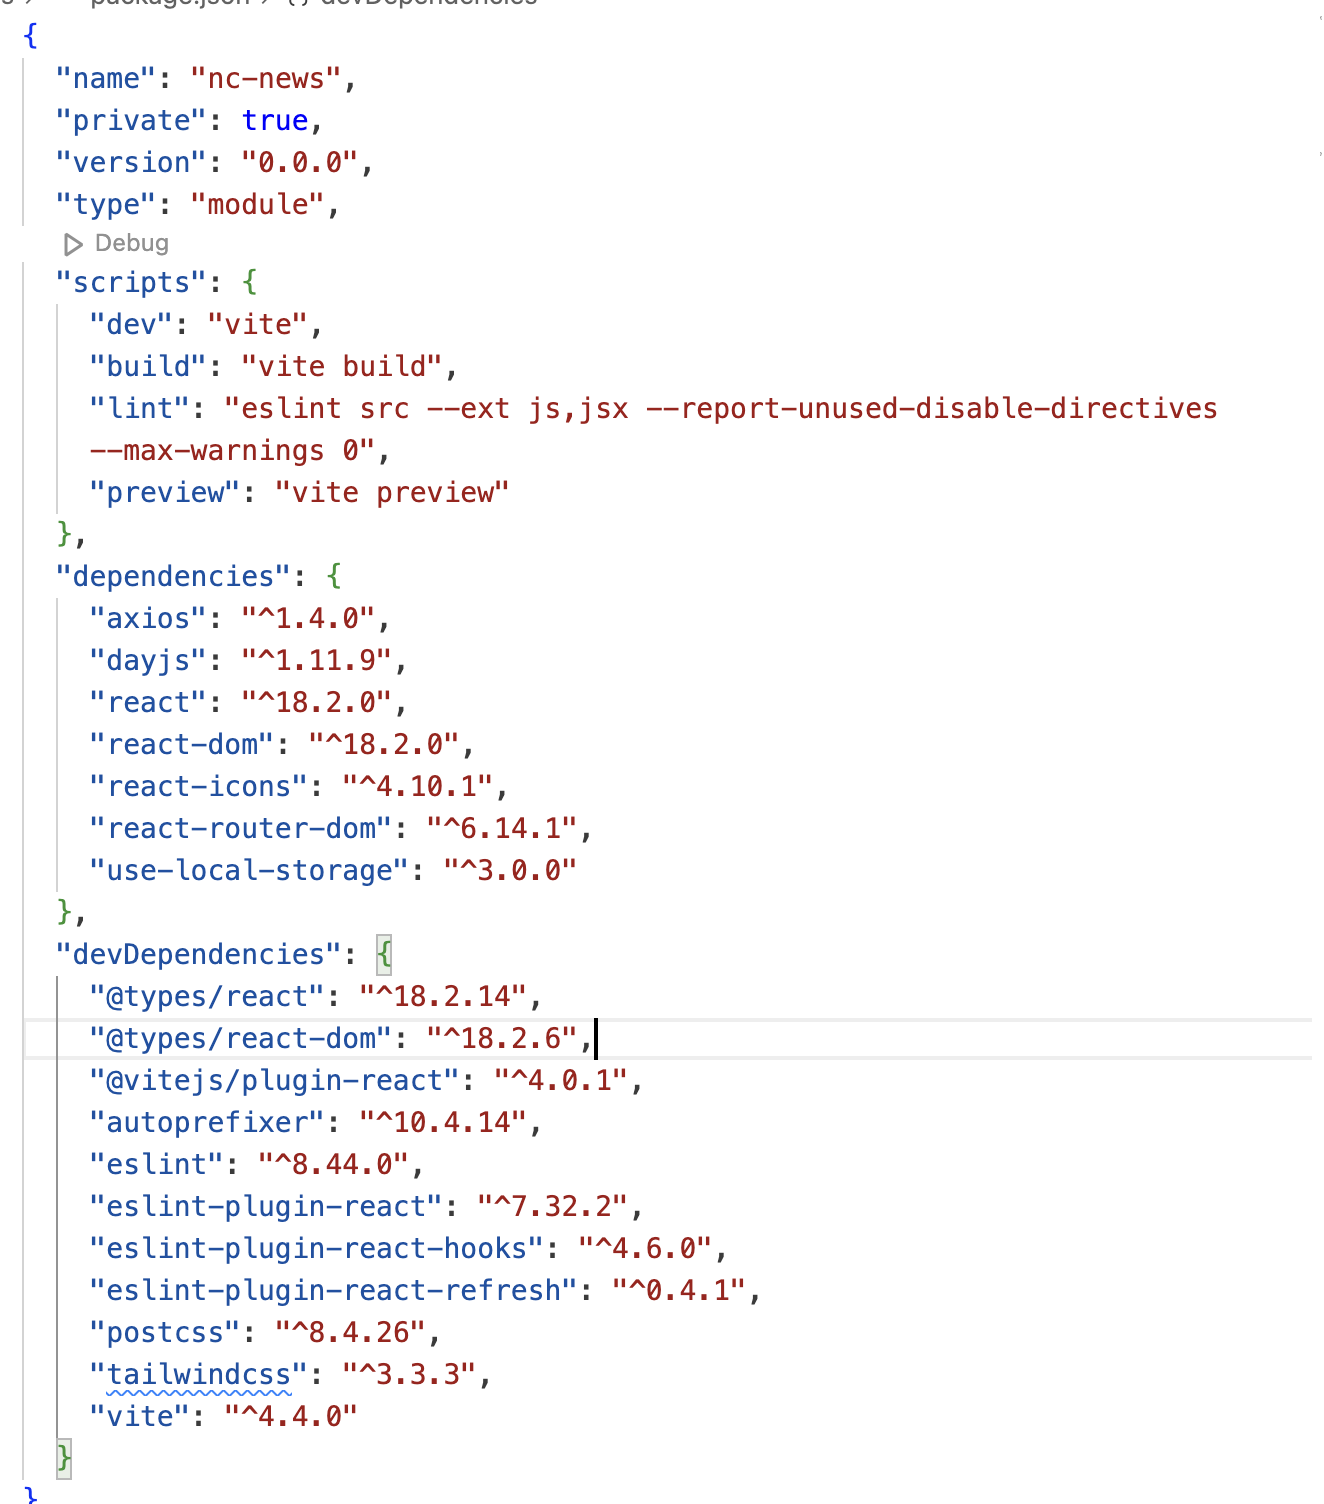 package.json > {} devDependencies
{
"name": "nc-news",
"private": true,
"version": "0.0.0",
"type": "module",
Debug
"scripts": {
"dev": "vite",
"build": "vite build",
"lint": "eslint src --ext js,jsx --report-unused-disable-directives
--max-warnings 0",
"preview": "vite preview"
},
"dependencies": {
"axios": "^1.4.0",
"dayjs": "^1.11.9",
"react": "^18.2.0",
"react-dom": "^18.2.0",
"react-icons": "^4.10.1",
"react-router-dom": "^6.14.1",
"use-local-storage": "^3.0.0"
},
"devDependencies": {
"@types/react": "^18.2.14",
"@types/react-dom": "^18.2.6",
"@vitejs/plugin-react": "^4.0.1",
"autoprefixer": "^10.4.14",
"eslint": "^8.44.0",
"eslint-plugin-react": "^7.32.2",
"eslint-plugin-react-hooks": "^4.6.0",
"eslint-plugin-react-refresh": "^0.4.1",
"postcss": "^8.4.26",
"tailwindcss": "^3.3.3",
"vite": "^4.4.0"
}
}